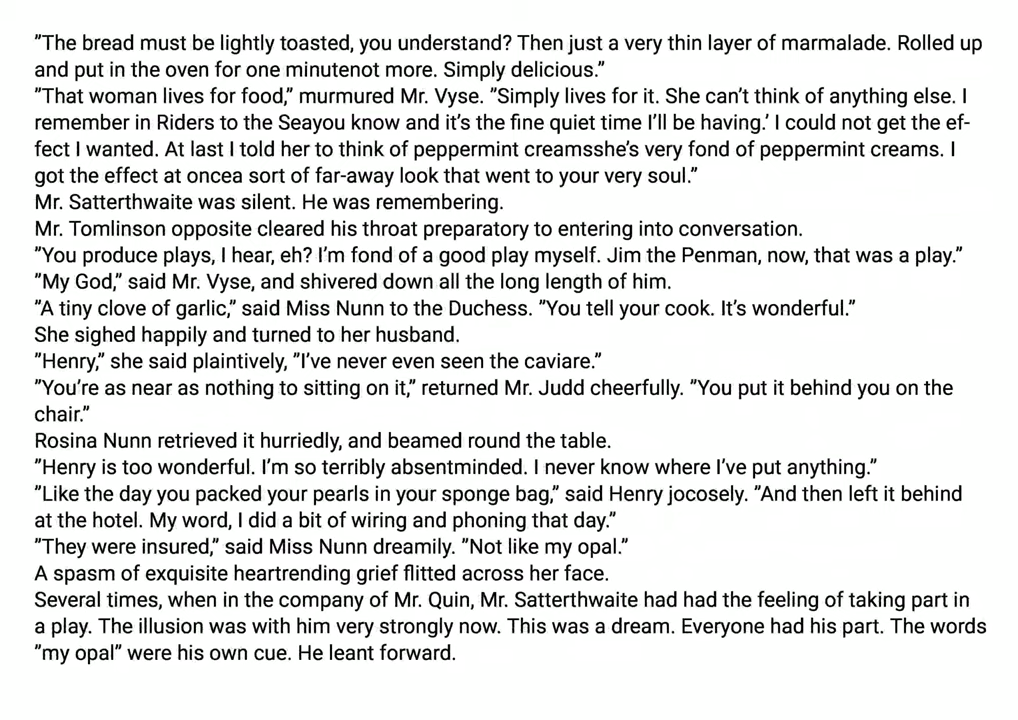 "The bread must be lightly toasted, you understand? Then just a very thin layer of marmalade. Rolled up
and put in the oven for one minutenot more. Simply delicious."
"That woman lives for food," murmured Mr. Vyse. "Simply lives for it. She can't think of anything else. I
remember in Riders to the Seayou know and it's the fine quiet time I'll be having.' I could not get the ef-
fect I wanted. At last I told her to think of peppermint creamsshe's very fond of peppermint creams. I
got the effect at oncea sort of far-away look that went to your very soul."
Mr. Satterthwaite was silent. He was remembering.
Mr. Tomlinson opposite cleared his throat preparatory to entering into conversation.
"You produce plays, I hear, eh? I'm fond of a good play myself. Jim the Penman, now, that was a play."
"My God," said Mr. Vyse, and shivered down all the long length of him.
"A tiny clove of garlic," said Miss Nunn to the Duchess. "You tell your cook. It's wonderful."
She sighed happily and turned to her husband.
"Henry," she said plaintively, "I've never even seen the caviare."
"You're as near as nothing to sitting on it," returned Mr. Judd cheerfully. "You put it behind you on the
chair."
Rosina Nunn retrieved it hurriedly, and beamed round the table.
"Henry is too wonderful. I'm so terribly absentminded. I never know where I've put anything."
"Like the day you packed your pearls in your sponge bag," said Henry jocosely. "And then left it behind
at the hotel. My word, I did a bit of wiring and phoning that day."
"They were insured," said Miss Nunn dreamily. "Not like my opal."
A spasm of exquisite heartrending grief flitted across her face.
Several times, when in the company of Mr. Quin, Mr. Satterthwaite had had the feeling of taking part in
a play. The illusion was with him very strongly now. This was a dream. Everyone had his part. The words
"my opal" were his own cue. He leant forward.